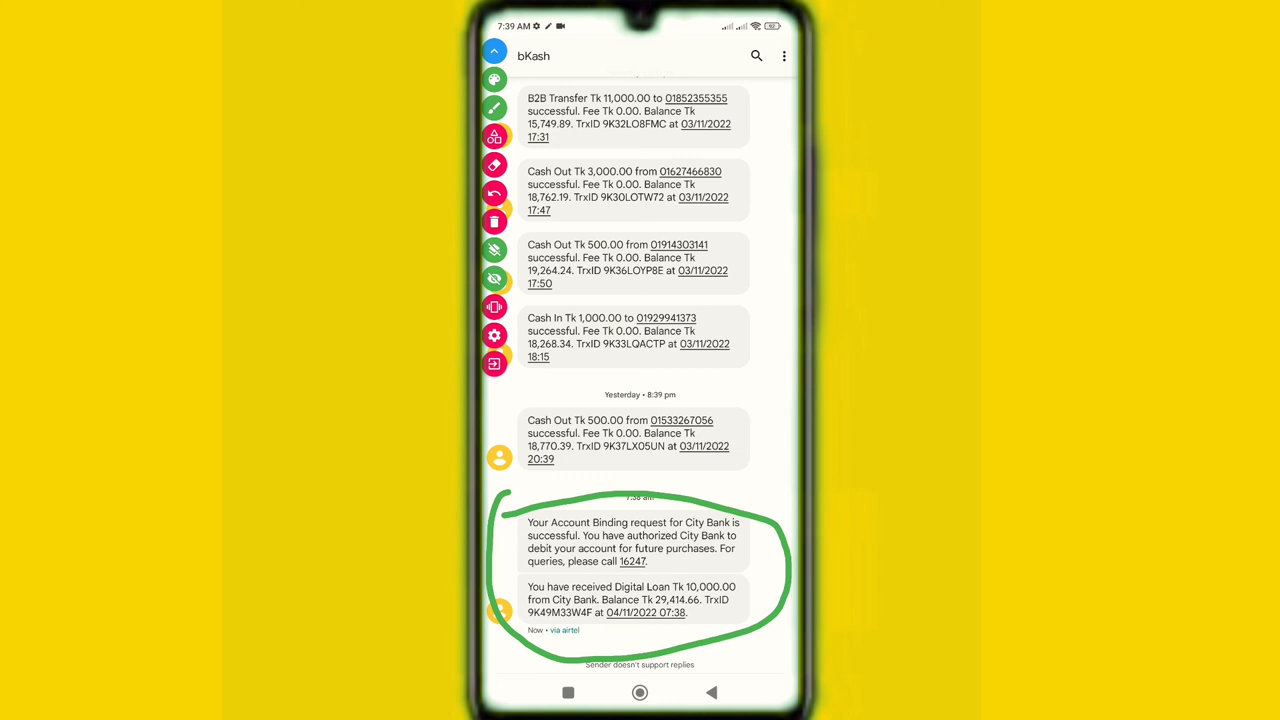 7:39 AM
92
bKash
B2B Transfer Tk 11,000.00 to 01852355355
successful. Fee Tk 0.00. Balance Tk
15,749.89. TrxID 9K32LO8FMC at 03/11/2022
17:31
Cash Out Tk 3,000.00 from 01627466830
successful. Fee Tk 0.00. Balance Tk
18,762.19. TrxID 9K30LOTW72 at 03/11/2022
17:47
Cash Out Tk 500.00 from 01914303141
successful. Fee Tk 0.00. Balance Tk
19,264.24. TrxID 9K36LOYP8E at 03/11/2022
17:50
Cash In Tk 1,000.00 to 01929941373
successful. Fee Tk 0.00. Balance Tk
18,268.34. TrxID 9K33LQACTP at 03/11/2022
18:15
Yesterday • 8:39 pm
Cash Out Tk 500.00 from 01533267056
successful. Fee Tk 0.00. Balance Tk
18,770.39. TrxID 9K37LX05UN at 03/11/2022
20:39
7:38 am
Your Account Binding request for City Bank is
successful. You have authorized City Bank to
debit your account for future purchases. For
queries, please call 16247.
You have received Digital Loan Tk 10,000.00
from City Bank. Balance Tk 29,414.66. TrxID
9K49M33W4F at 04/11/2022 07:38.
Now • via airtel
Sender doesn't support replies